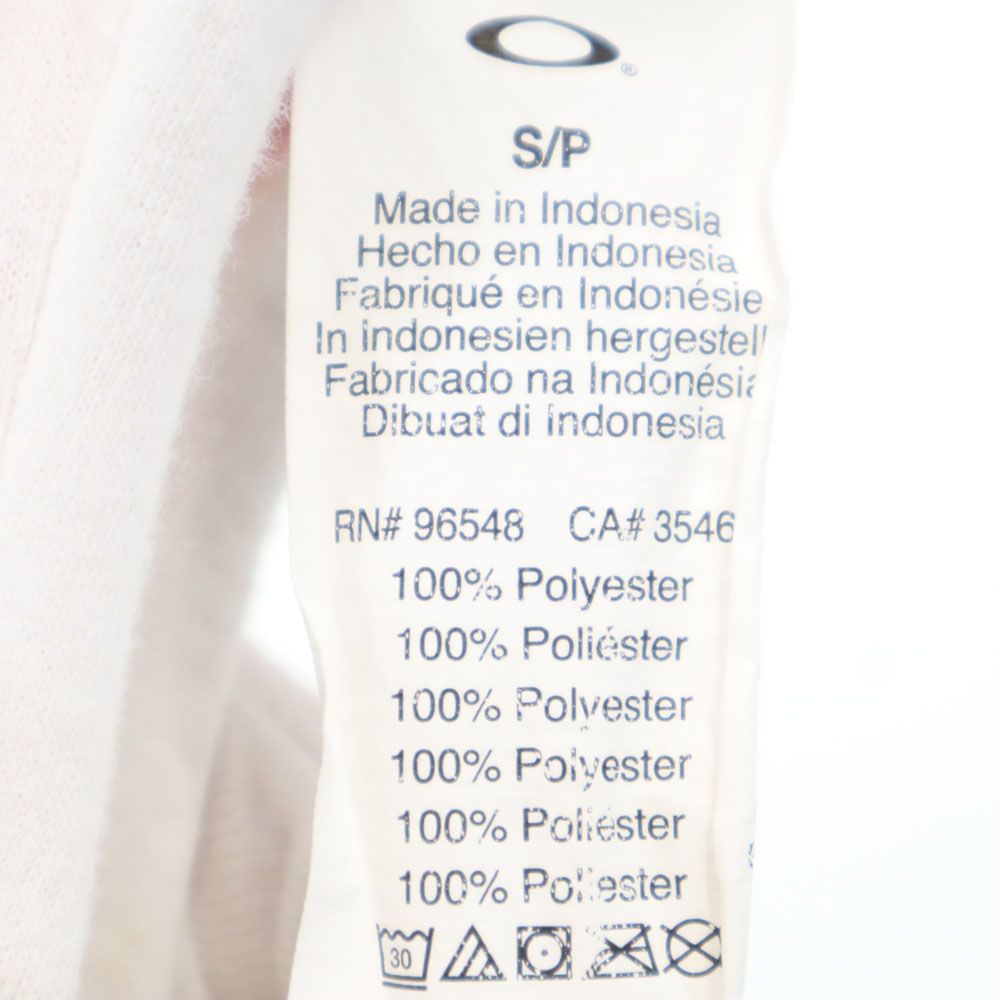 ®
S/P
Made in Indonesia
Hecho en Indonesia
Fabriqué en Indonésie
In Indonesien hergestell
Fabricado na Indonésia
Dibuat di Indonesia
RN# 96548 CA# 3546
100% Polyester
100% Poliéster
100% Polyester
100% Polyester
100% Poliéster
100% Poliester
30